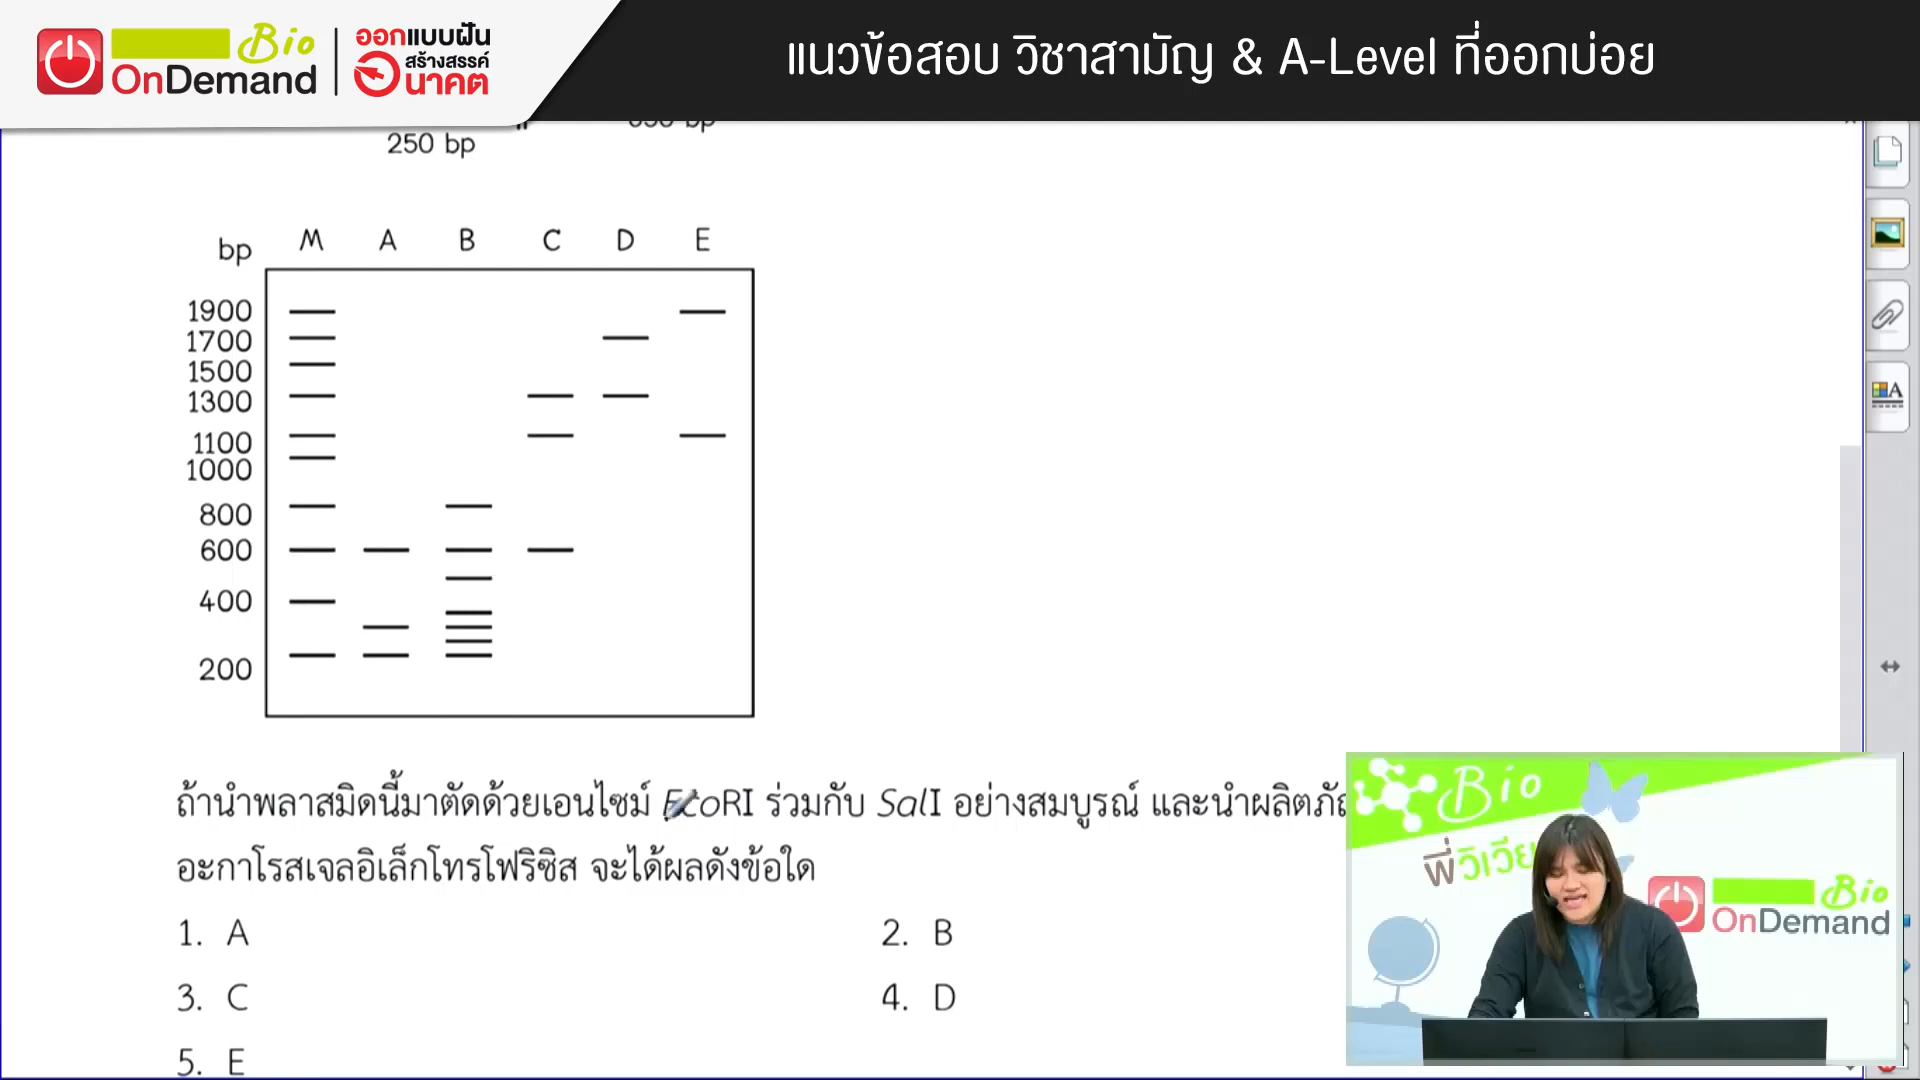 Bio
OnDemand
ออกแบบฝัน
สร้างสรรค์
อนาคต
แนวข้อสอบ วิชาสามัญ & A-Level ที่ออกบ่อย
250 bp
bp M A B C D E
1900
1700
1500
1300
1100
1000
800
600
400
200
ถ้านำพลาสมิดนี้มาตัดด้วยเอนไซม์ EcoRI ร่วมกับ SalI อย่างสมบูรณ์ และนำผลิตภัณ
อะกาโรสเจลอิเล็กโทรโฟริซิส จะได้ผลดังข้อใด
1. A
2. B
3. C
4. D
5. E
Bio
พี่วิเวีย
Bio
OnDemand